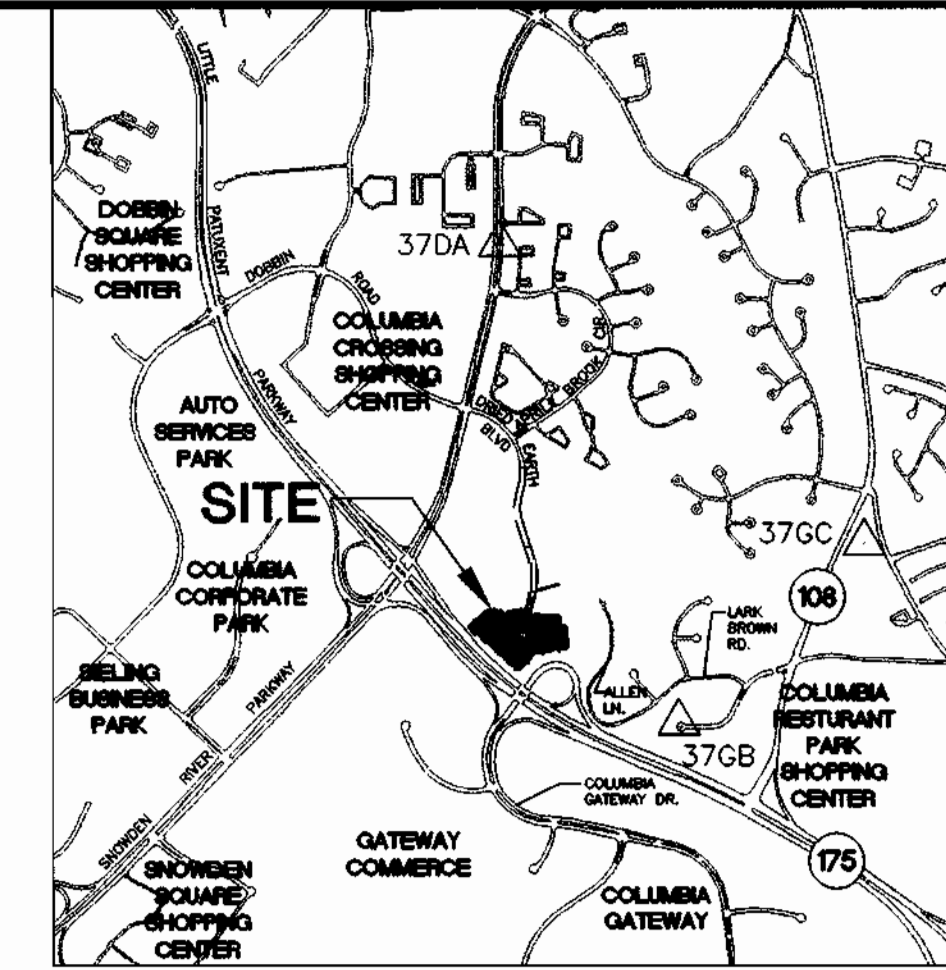 LITTLE
PATUXENT
PARKWAY
DOBBIN
SQUARE
SHOPPING
CENTER
DOBBIN
ROAD
37DA
COLUMBIA
CROSSING
SHOPPING
CENTER
DRIED
EARTH
BLVD
BROOK
CIR
AUTO
SERVICES
PARK
SITE
37GC
COLUMBIA
CORPORATE
PARK
108
LARK
BROWN
RD.
SIELING
BUSINESS
PARK
ALLEN
LN.
COLUMBIA
RESTURANT
PARK
SHOPPING
CENTER
37GB
SNOWDEN
RIVER
PARKWAY
COLUMBIA
GATEWAY DR.
GATEWAY
COMMERCE
175
SNOWDEN
SQUARE
SHOPPING
CENTER
COLUMBIA
GATEWAY